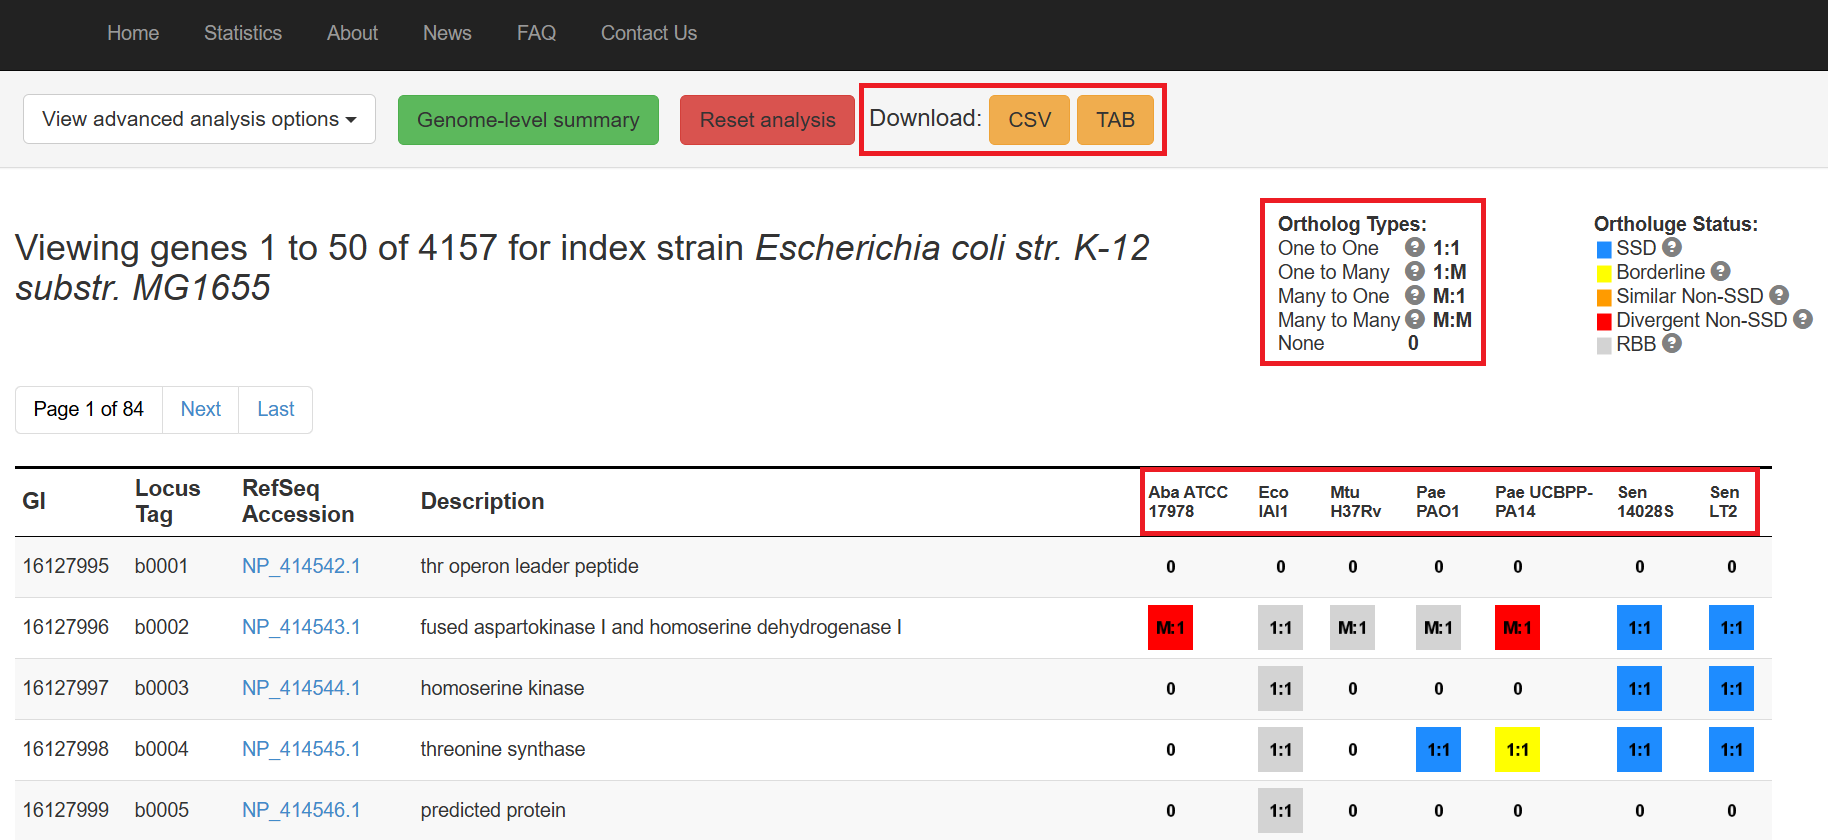 Home Statistics About News FAQ Contact Us
View advanced analysis options Genome-level summary Reset analysis Download: CSV TAB
Viewing genes 1 to 50 of 4157 for index strain Escherichia coli str. K-12
substr. MG1655
Ortholog Types:
One to One ? 1:1
One to Many ? 1:M
Many to One ? M:1
Many to Many ? M:M
None 0
Ortholuge Status:
SSD ?
Borderline ?
Similar Non-SSD ?
Divergent Non-SSD ?
RBB ?
Page 1 of 84 Next Last
GI Locus Tag RefSeq Accession Description Aba ATCC 17978 Eco IAI1 Mtu H37Rv Pae PAO1 Pae UCBPP-PA14 Sen 14028S Sen LT2
16127995 b0001 NP_414542.1 thr operon leader peptide 0 0 0 0 0 0 0
16127996 b0002 NP_414543.1 fused aspartokinase I and homoserine dehydrogenase I M:1 1:1 M:1 M:1 M:1 1:1 1:1
16127997 b0003 NP_414544.1 homoserine kinase 0 1:1 0 0 0 1:1 1:1
16127998 b0004 NP_414545.1 threonine synthase 0 1:1 0 1:1 1:1 1:1 1:1
16127999 b0005 NP_414546.1 predicted protein 0 1:1 0 0 0 0 0